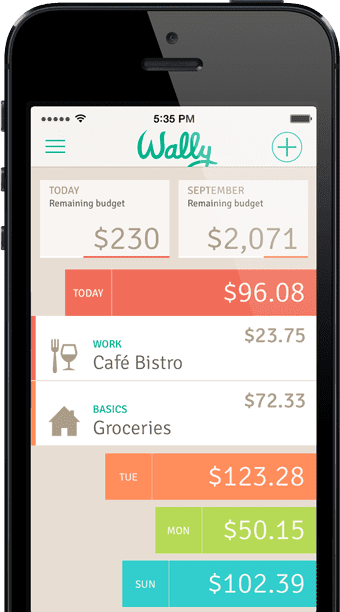 5:35 PM
Wally
TODAY
Remaining budget
$230
SEPTEMBER
Remaining budget
$2,071
TODAY
$96.08
WORK
Café Bistro
$23.75
BASICS
Groceries
$72.33
TUE
$123.28
MON
$50.15
SUN
$102.39